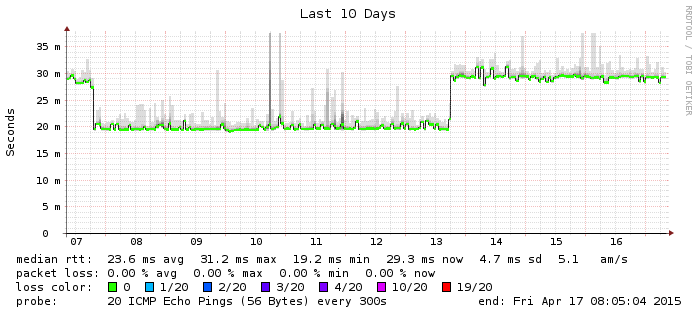 Last 10 Days
RRDTOOL / TOBI OETIKER
Seconds
35 m
30 m
25 m
20 m
15 m
10 m
5 m
0
07 08 09 10 11 12 13 14 15 16
median rtt: 23.6 ms avg 31.2 ms max 19.2 ms min 29.3 ms now 4.7 ms sd 5.1 am/s
packet loss: 0.00 % avg 0.00 % max 0.00 % min 0.00 % now
loss color: 0 1/20 2/20 3/20 4/20 10/20 19/20
probe: 20 ICMP Echo Pings (56 Bytes) every 300s end: Fri Apr 17 08:05:04 2015